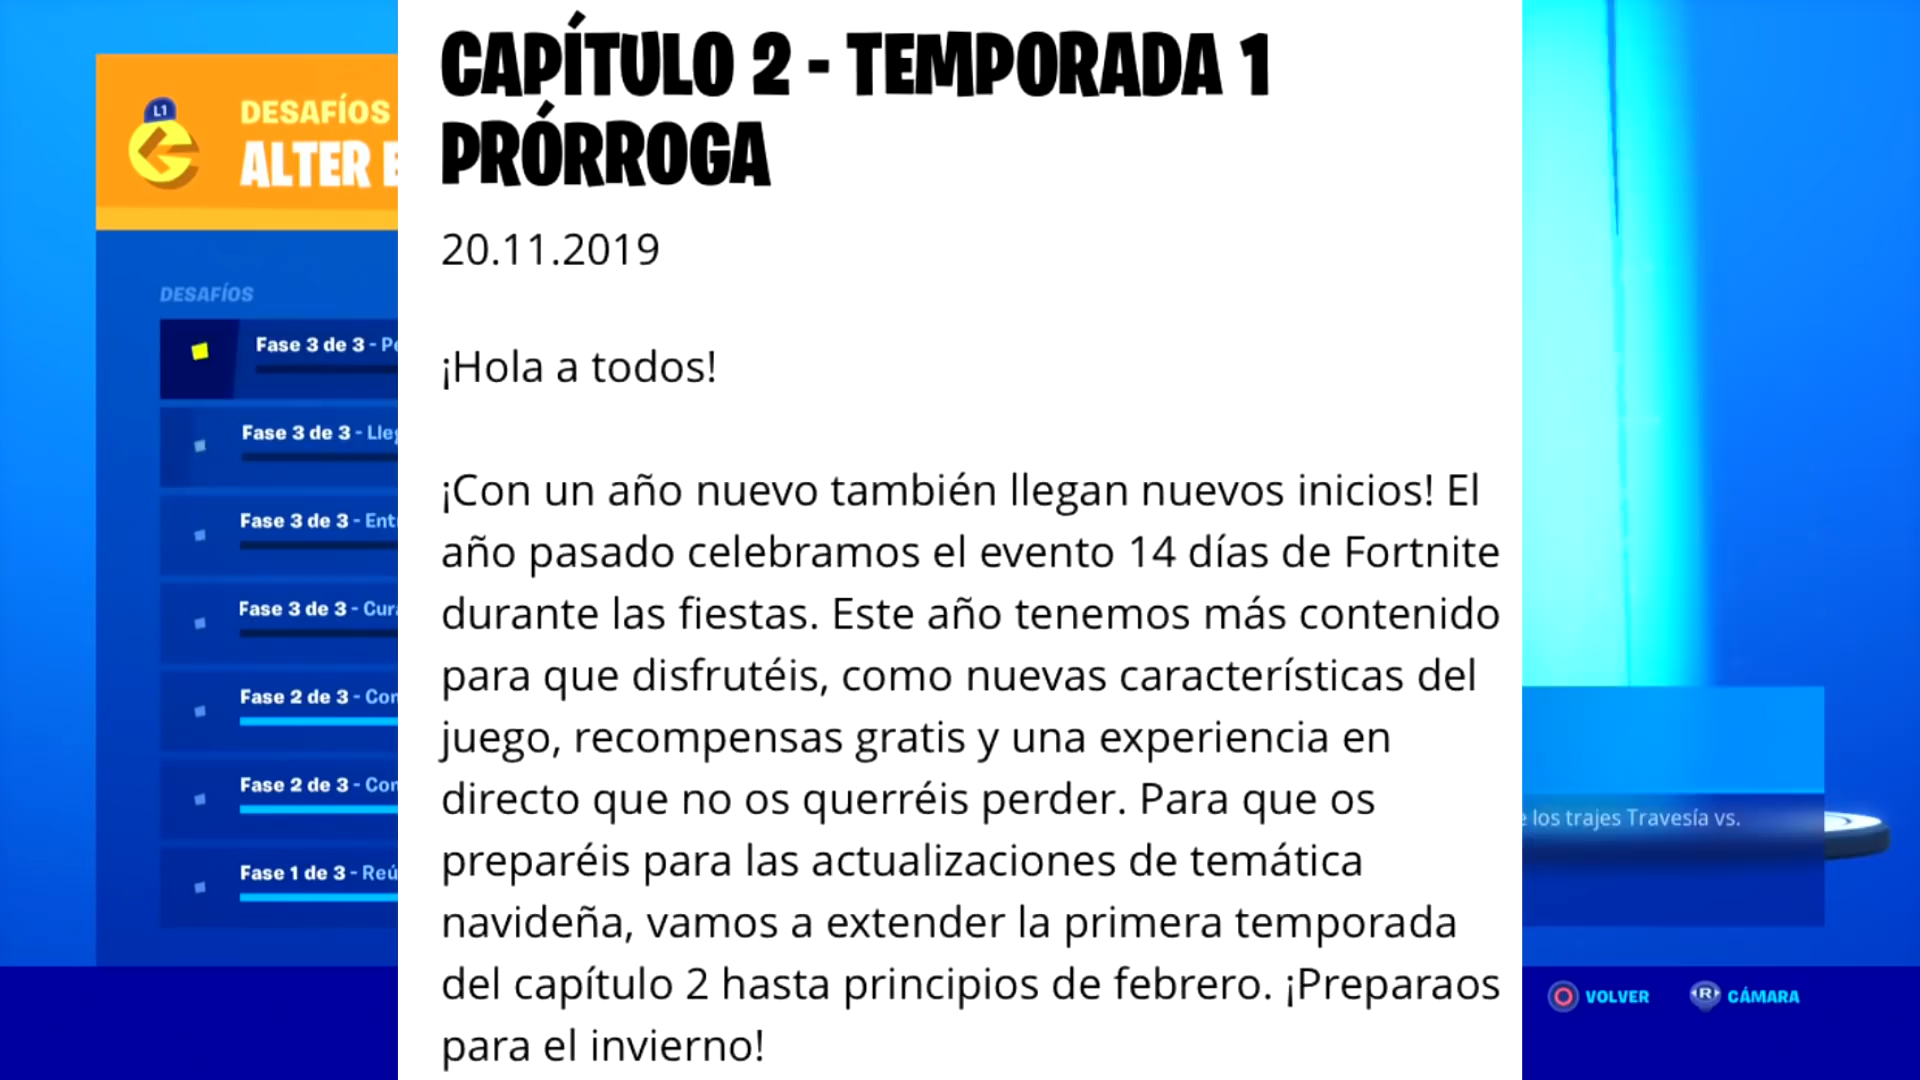 CAPÍTULO 2 - TEMPORADA 1
PRÓRROGA
20.11.2019
¡Hola a todos!
¡Con un año nuevo también llegan nuevos inicios! El
año pasado celebramos el evento 14 días de Fortnite
durante las fiestas. Este año tenemos más contenido
para que disfrutéis, como nuevas características del
juego, recompensas gratis y una experiencia en
directo que no os querréis perder. Para que os
preparéis para las actualizaciones de temática
navideña, vamos a extender la primera temporada
del capítulo 2 hasta principios de febrero. ¡Preparaos
para el invierno!
L1
DESAFÍOS
ALTER
DESAFÍOS
Fase 3 de 3 -
Fase 3 de 3 -
Fase 3 de 3 -
Fase 3 de 3 -
Fase 2 de 3 -
Fase 2 de 3 -
Fase 1 de 3 -
los trajes Travesía vs.
R
VOLVER
CÁMARA